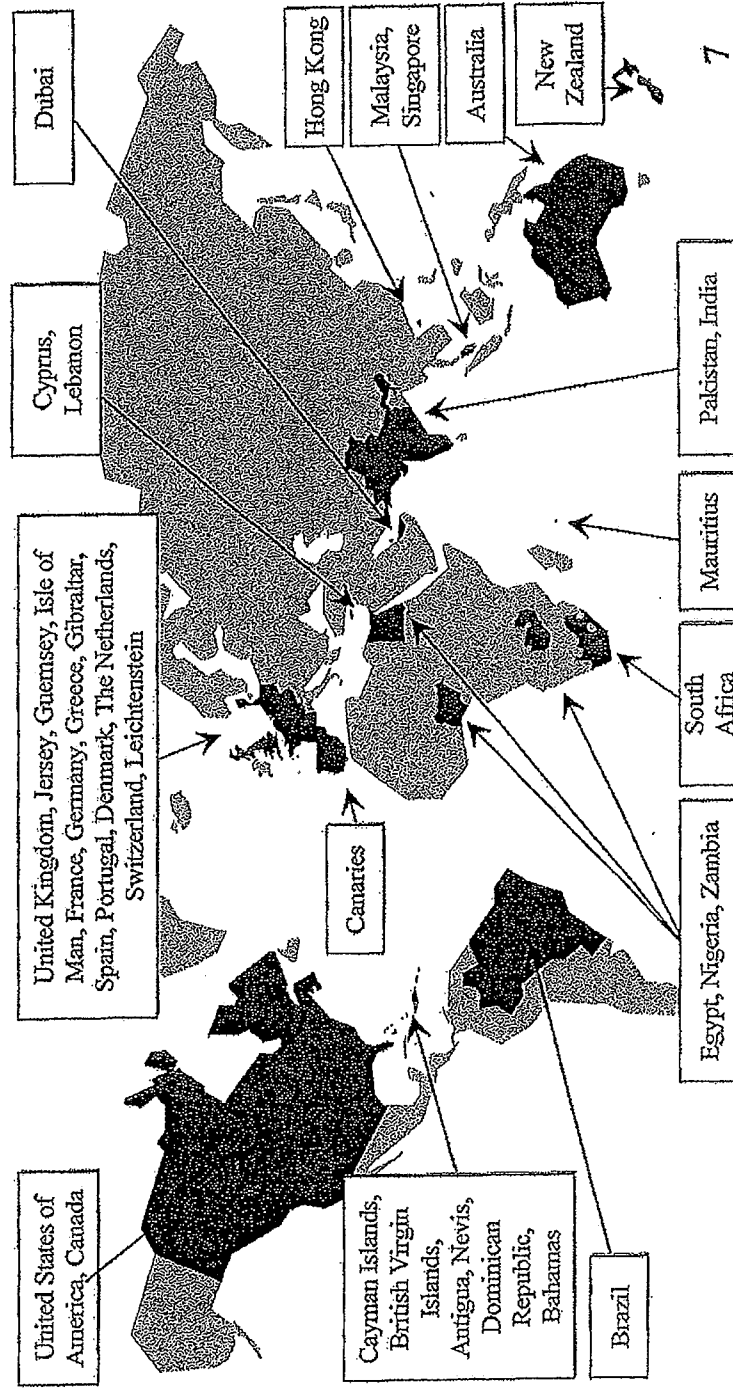 United States of
America, Canada
United Kingdom, Jersey, Guernsey, Isle of
Man, France, Germany, Greece, Gibraltar,
Spain, Portugal, Denmark, The Netherlands,
Switzerland, Leichtenstein
Cyprus,
Lebanon
Dubai
Hong Kong
Malaysia,
Singapore
Australia
New
Zealand
Canaries
Cayman Islands,
British Virgin
Islands,
Antigua, Nevis,
Dominican
Republic,
Bahamas
Brazil
Egypt, Nigeria, Zambia
South
Africa
Mauritius
Pakistan, India
7